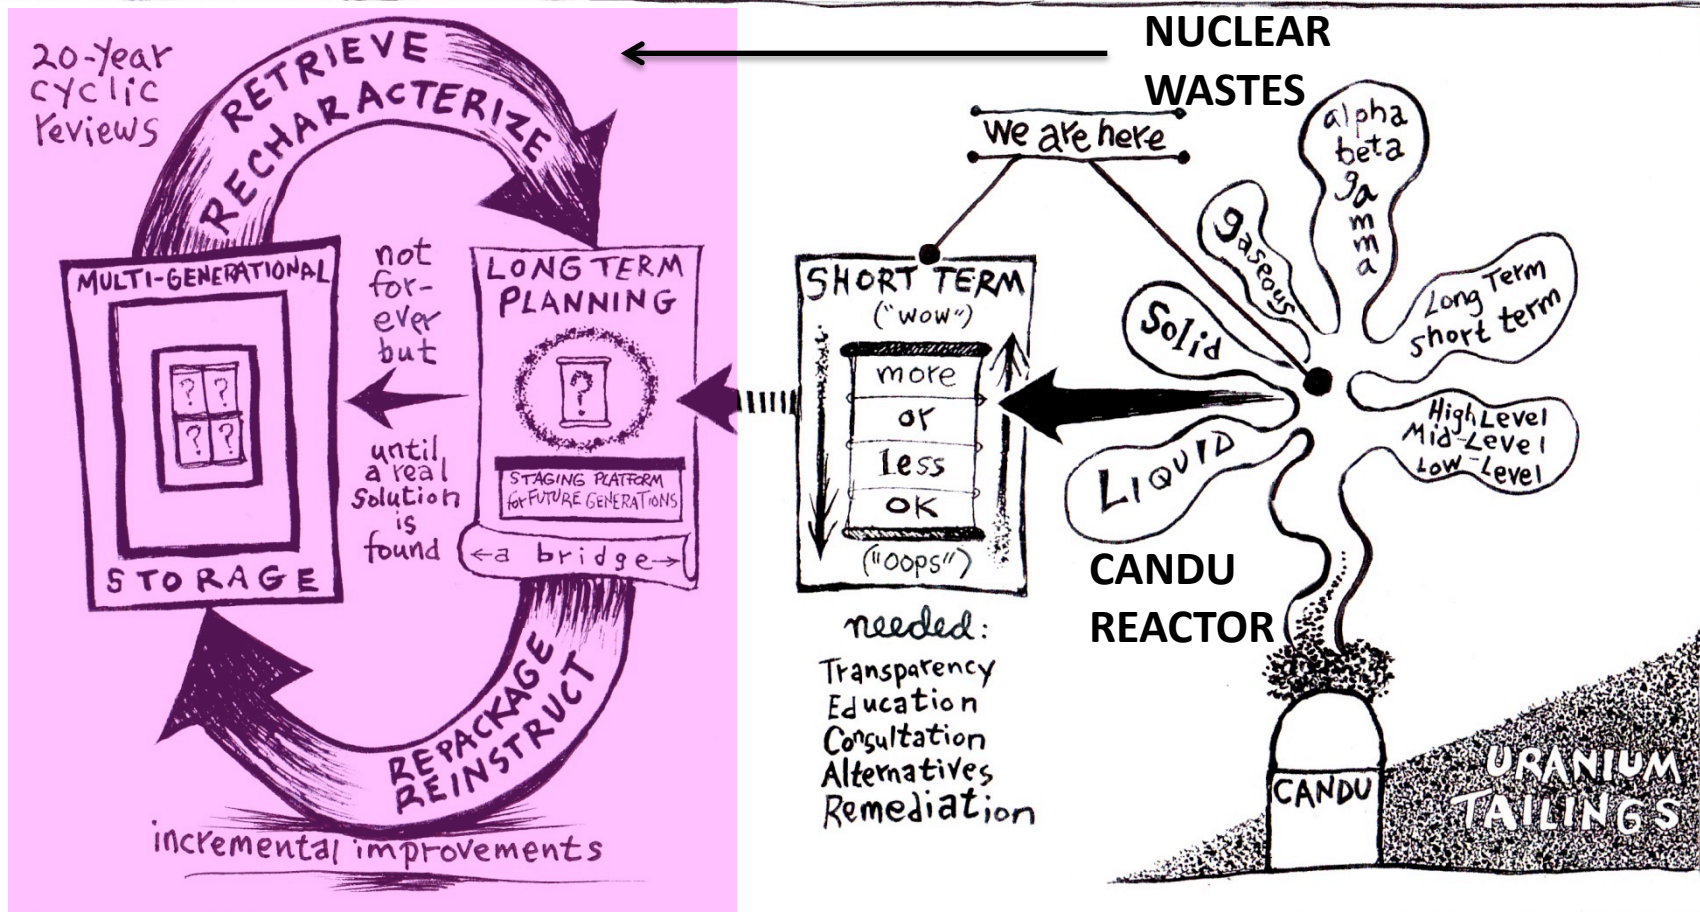 20-Year
cyclic
reviews
RETRIEVE
RECHARACTERIZE
MULTI-GENERATIONAL
? ?
? ?
STORAGE
not
for-
ever
but
until
a real
solution
is
found
LONG TERM
PLANNING
?
STAGING PLATFORM
for FUTURE GENERATIONS
a bridge
REPACKAGE
REINSTRUCT
incremental improvements
NUCLEAR
WASTES
we are here
SHORT TERM
("WOW")
more
or
less
OK
("OOPS")
needed:
Transparency
Education
Consultation
Alternatives
Remediation
alpha
beta
gamma
gaseous
Solid
LIQUID
Long Term
short term
High Level
Mid-Level
Low-Level
CANDU
REACTOR
CANDU
URANIUM
TAILINGS